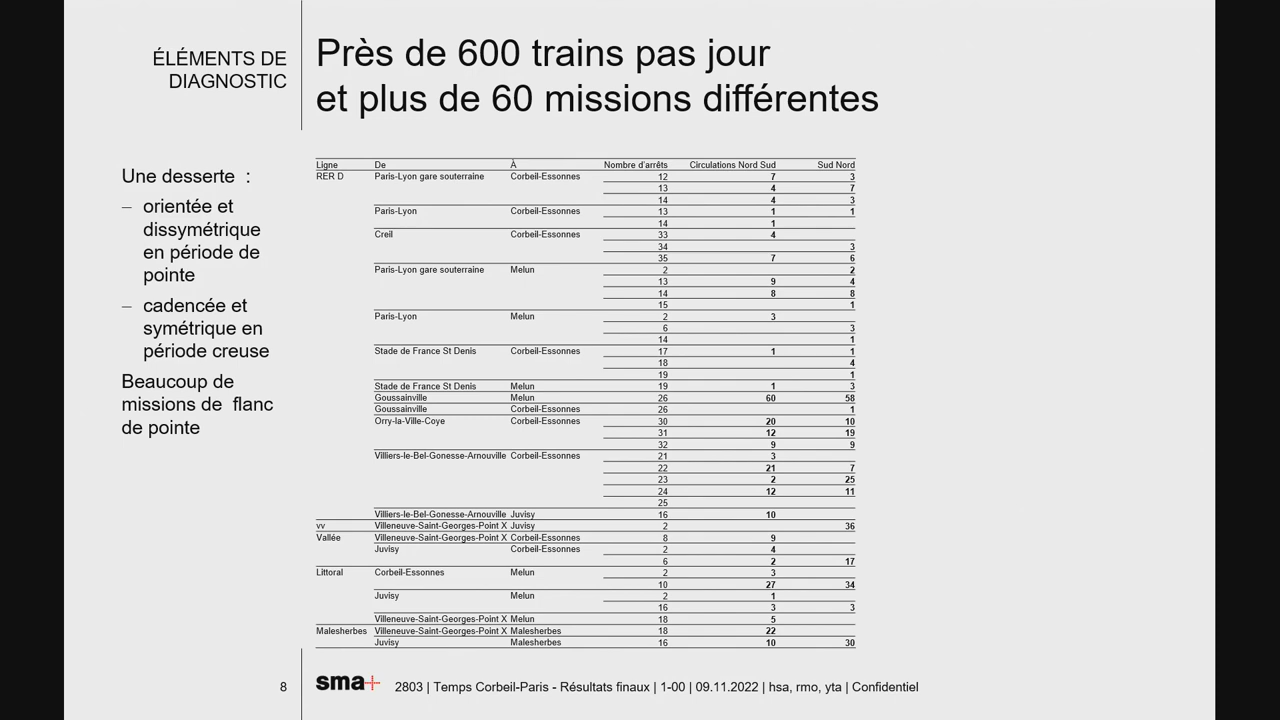 ÉLÉMENTS DE
DIAGNOSTIC
Près de 600 trains pas jour
et plus de 60 missions différentes
Une desserte :
– orientée et
dissymétrique
en période de
pointe
– cadencée et
symétrique en
période creuse
Beaucoup de
missions de flanc
de pointe
Ligne De À Nombre d'arrêts Circulations Nord Sud Sud Nord
RER D Paris-Lyon gare souterraine Corbeil-Essonnes 12 7 3
13 4 7
14 4 3
Paris-Lyon Corbeil-Essonnes 13 1 1
14 1
Creil Corbeil-Essonnes 33 4
34 3
35 7 6
Paris-Lyon gare souterraine Melun 2 2
13 9 4
14 8 8
15 1
Paris-Lyon Melun 2 3
6 3
14 1
Stade de France St Denis Corbeil-Essonnes 17 1 1
18 4
19 1
Stade de France St Denis Melun 19 1 3
Goussainville Melun 26 60 58
Goussainville Corbeil-Essonnes 26 1
Orry-la-Ville-Coye Corbeil-Essonnes 30 20 10
31 12 19
32 9 9
Villiers-le-Bel-Gonesse-Arnouville Corbeil-Essonnes 21 3
22 21 7
23 2 25
24 12 11
25
Villiers-le-Bel-Gonesse-Arnouville Juvisy 16 10
vv Villeneuve-Saint-Georges-Point X Juvisy 2 36
Vallée Villeneuve-Saint-Georges-Point X Corbeil-Essonnes 8 9
Juvisy Corbeil-Essonnes 2 4
6 2 17
Littoral Corbeil-Essonnes Melun 2 3
10 27 34
Juvisy Melun 2 1
16 3 3
Villeneuve-Saint-Georges-Point X Melun 18 5
Malesherbes Villeneuve-Saint-Georges-Point X Malesherbes 18 22
Juvisy Malesherbes 16 10 30
8 sma+ 2803 | Temps Corbeil-Paris - Résultats finaux | 1-00 | 09.11.2022 | hsa, rmo, yta | Confidentiel